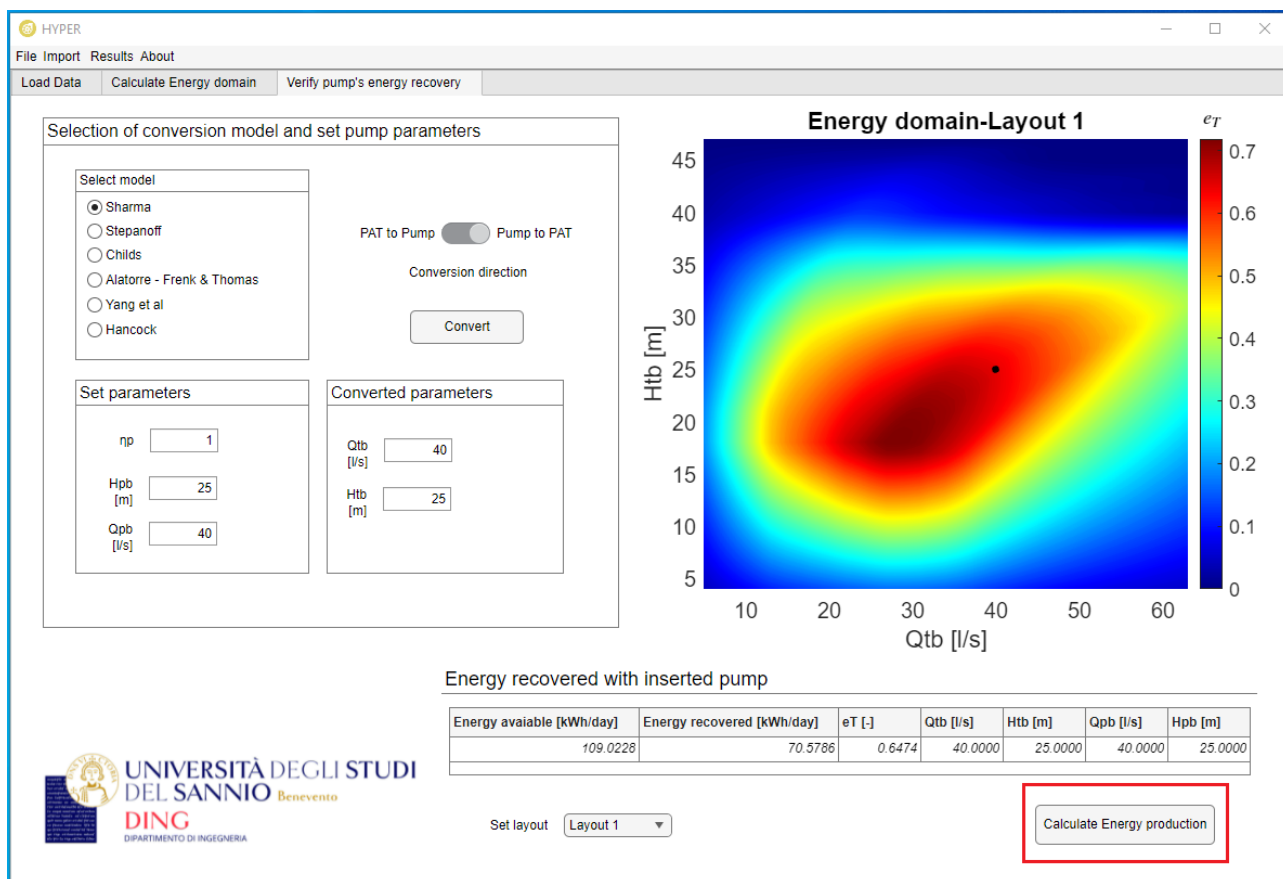 HYPER
File Import Results About
Load Data Calculate Energy domain Verify pump's energy recovery
Selection of conversion model and set pump parameters
Select model
Sharma
Stepanoff
Childs
Alatorre - Frenk & Thomas
Yang et al
Hancock
PAT to Pump Pump to PAT
Conversion direction
Convert
Set parameters
ηp 1
Hpb
[m] 25
Qpb
[l/s] 40
Converted parameters
Qtb
[l/s] 40
Htb
[m] 25
Energy domain-Layout 1
eT
45
40
35
30
25
20
15
10
5
Htb [m]
10 20 30 40 50 60
Qtb [l/s]
0.7
0.6
0.5
0.4
0.3
0.2
0.1
0
Energy recovered with inserted pump
Energy avaiable [kWh/day] Energy recovered [kWh/day] eT [-] Qtb [l/s] Htb [m] Qpb [l/s] Hpb [m]
109.0228 70.5786 0.6474 40.0000 25.0000 40.0000 25.0000
UNIVERSITÀ DEGLI STUDI
DEL SANNIO Benevento
DING
DIPARTIMENTO DI INGEGNERIA
Set layout Layout 1
Calculate Energy production